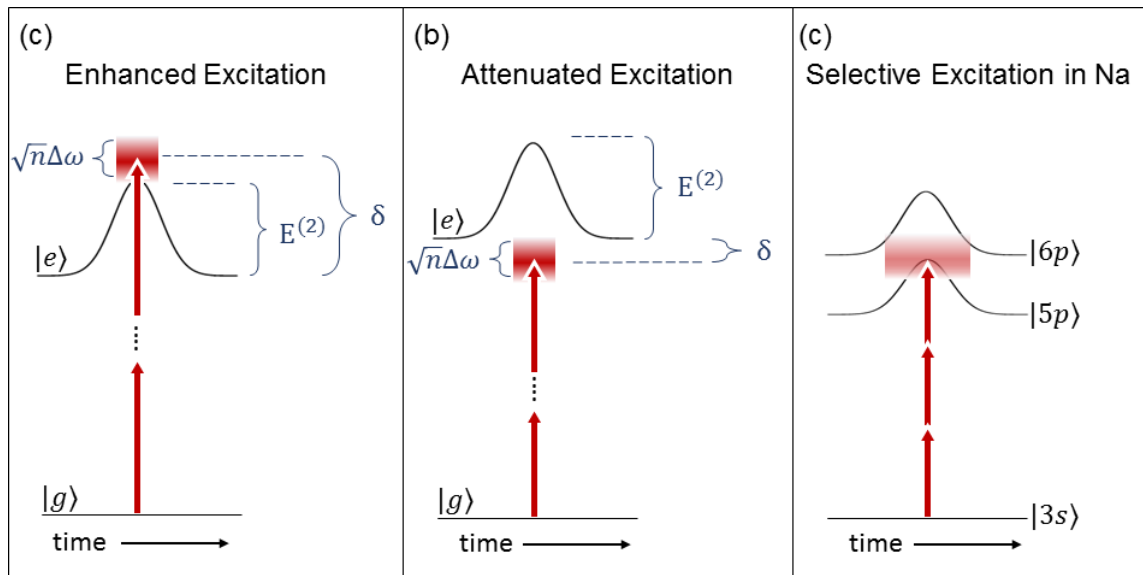 (c)
Enhanced Excitation
√nΔω
δ
E⁽²⁾
|e⟩
|g⟩
time
(b)
Attenuated Excitation
E⁽²⁾
|e⟩
√nΔω
δ
|g⟩
time
(c)
Selective Excitation in Na
|6p⟩
|5p⟩
|3s⟩
time